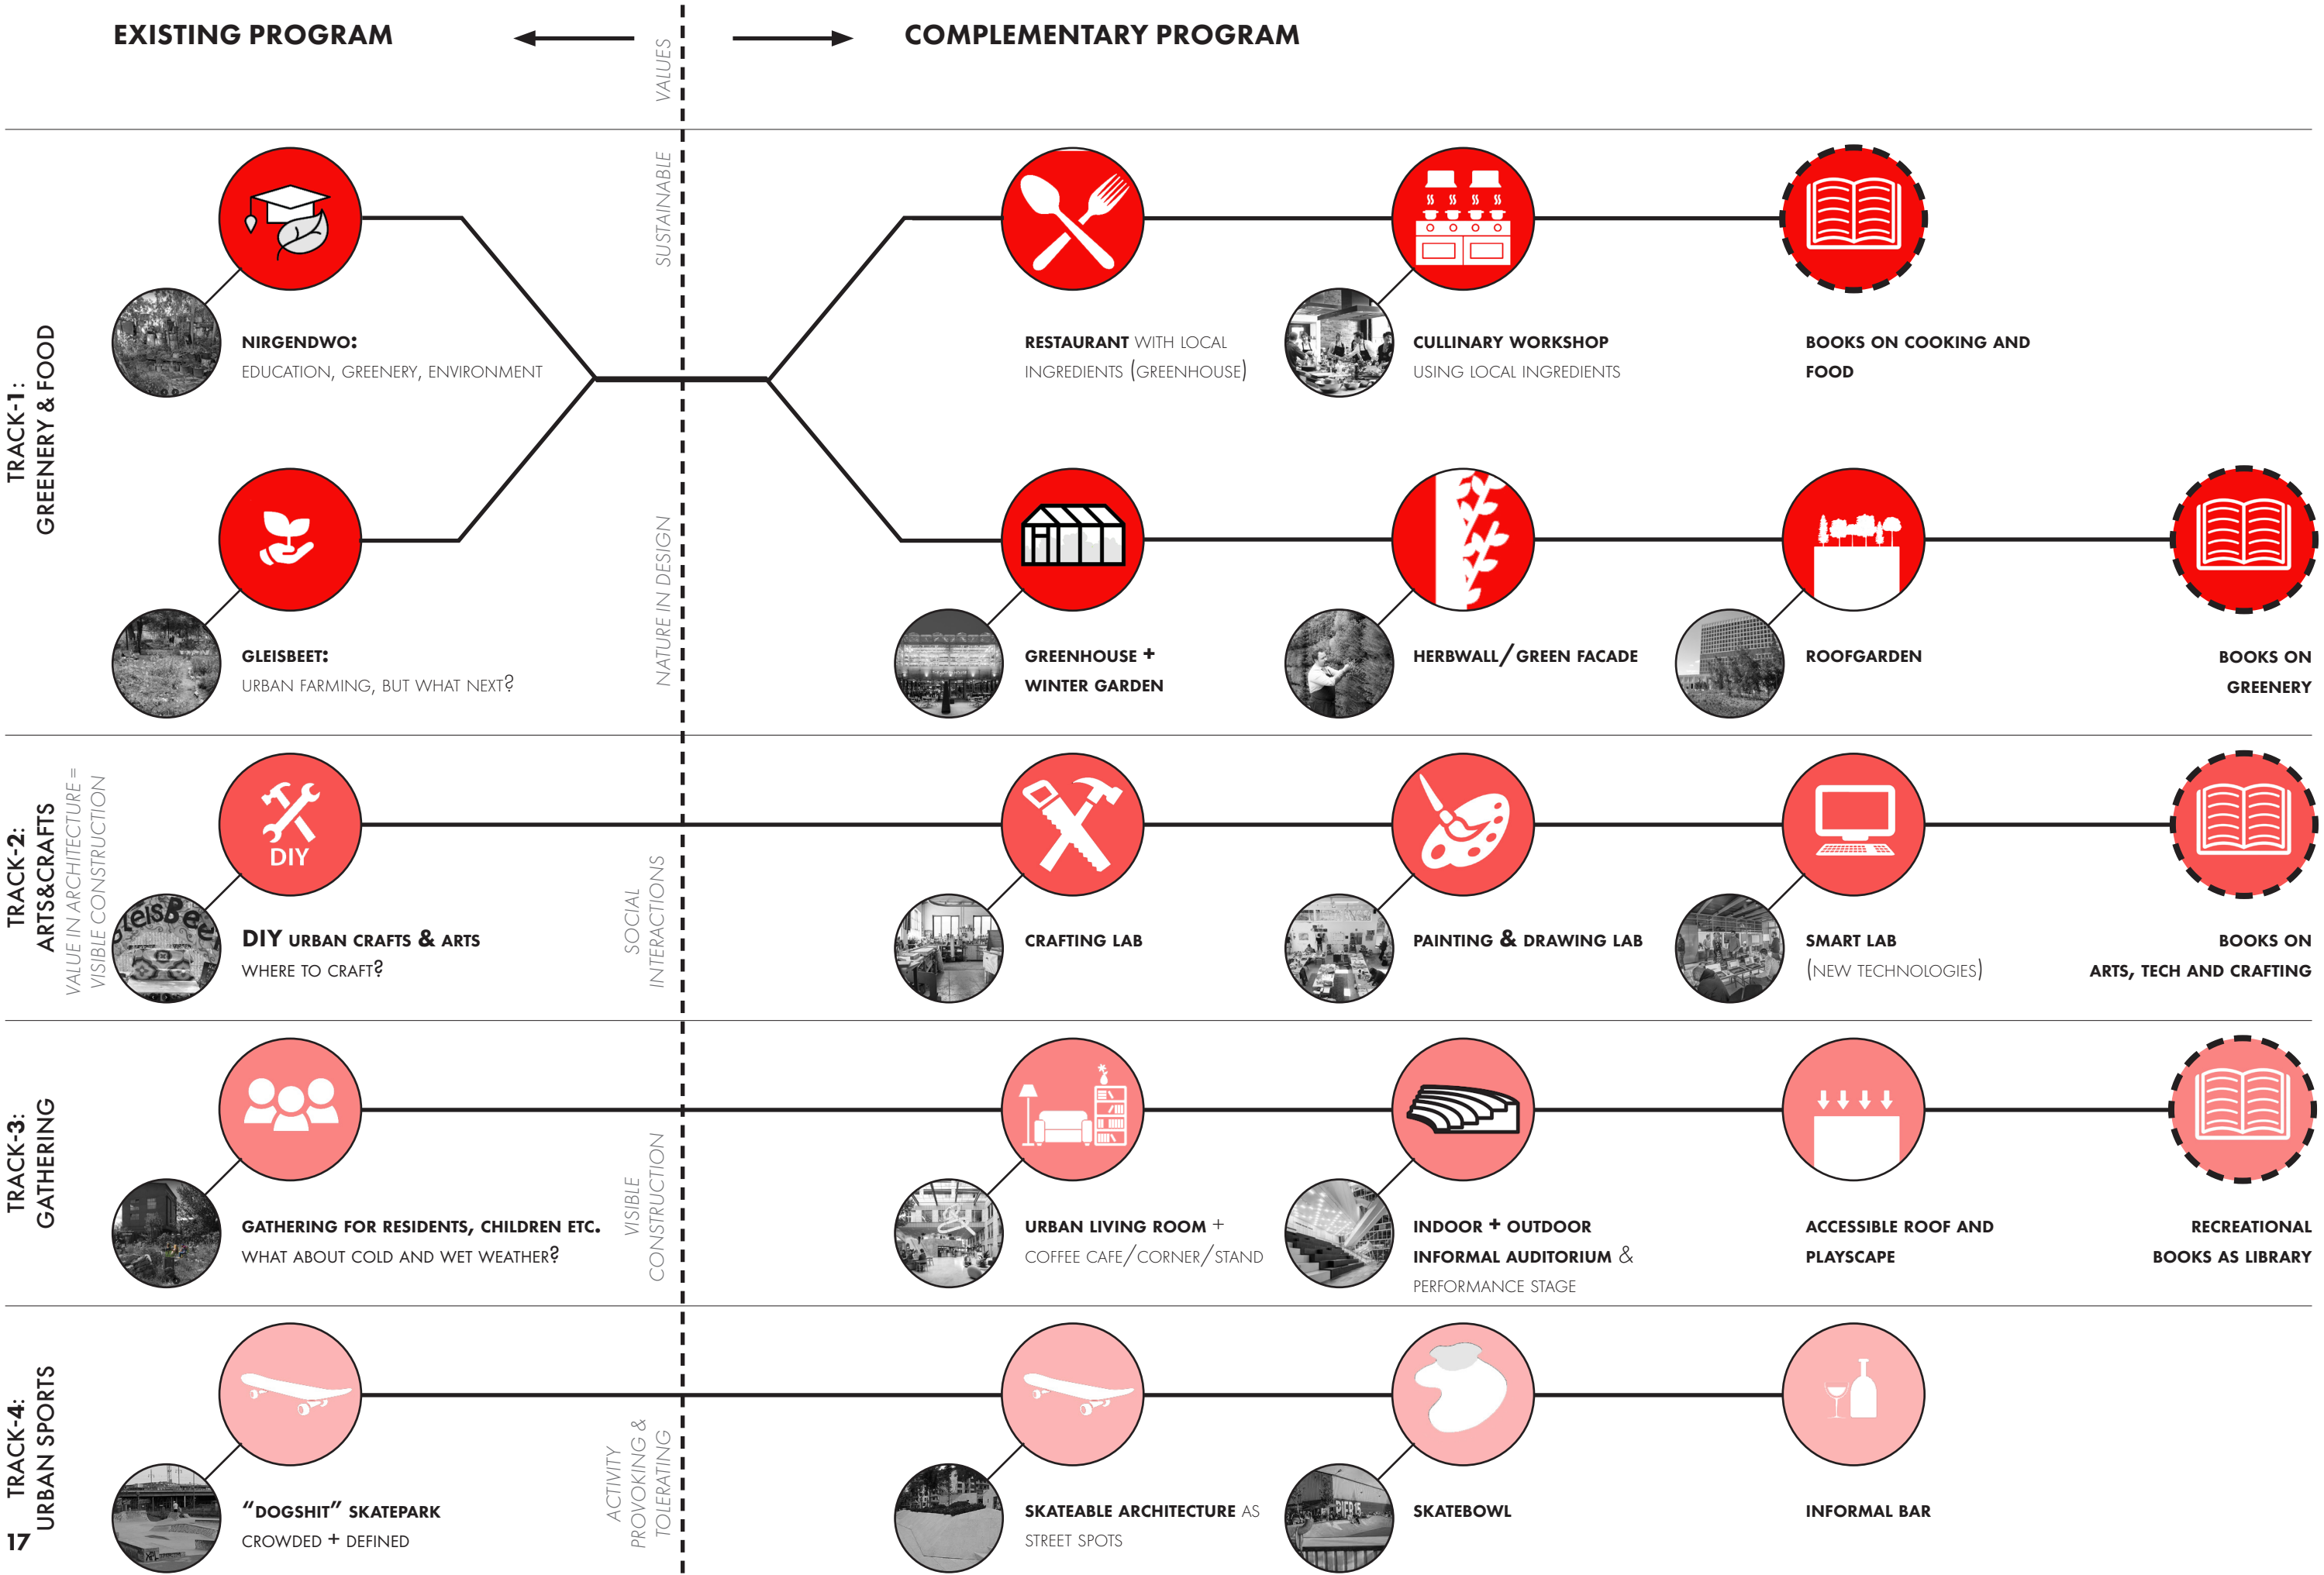 EXISTING PROGRAM
VALUES
COMPLEMENTARY PROGRAM
TRACK-1:
GREENERY & FOOD
SUSTAINABLE
NIRGENDWO:
EDUCATION, GREENERY, ENVIRONMENT
RESTAURANT WITH LOCAL
INGREDIENTS (GREENHOUSE)
CULLINARY WORKSHOP
USING LOCAL INGREDIENTS
BOOKS ON COOKING AND
FOOD
NATURE IN DESIGN
GLEISBEET:
URBAN FARMING, BUT WHAT NEXT?
GREENHOUSE +
WINTER GARDEN
HERBWALL/GREEN FACADE
ROOFGARDEN
BOOKS ON
GREENERY
TRACK-2:
ARTS&CRAFTS
VALUE IN ARCHITECTURE =
VISIBLE CONSTRUCTION
DIY
GleisBee
DIY URBAN CRAFTS & ARTS
WHERE TO CRAFT?
SOCIAL
INTERACTIONS
CRAFTING LAB
PAINTING & DRAWING LAB
SMART LAB
(NEW TECHNOLOGIES)
BOOKS ON
ARTS, TECH AND CRAFTING
TRACK-3:
GATHERING
GATHERING FOR RESIDENTS, CHILDREN ETC.
WHAT ABOUT COLD AND WET WEATHER?
VISIBLE
CONSTRUCTION
URBAN LIVING ROOM +
COFFEE CAFE/CORNER/STAND
INDOOR + OUTDOOR
INFORMAL AUDITORIUM &
PERFORMANCE STAGE
ACCESSIBLE ROOF AND
PLAYSCAPE
RECREATIONAL
BOOKS AS LIBRARY
TRACK-4:
URBAN SPORTS
"DOGSHIT" SKATEPARK
CROWDED + DEFINED
ACTIVITY
PROVOKING &
TOLERATING
SKATEABLE ARCHITECTURE AS
STREET SPOTS
PIER 15
SKATEBOWL
INFORMAL BAR
17